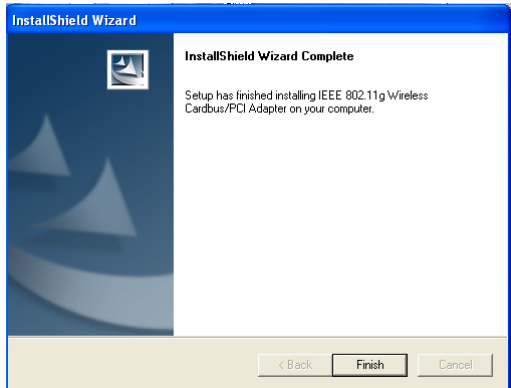 InstallShield Wizard
InstallShield Wizard Complete
Setup has finished installing IEEE 802.11g Wireless
Cardbus/PCI Adapter on your computer.
< Back
Finish
Cancel